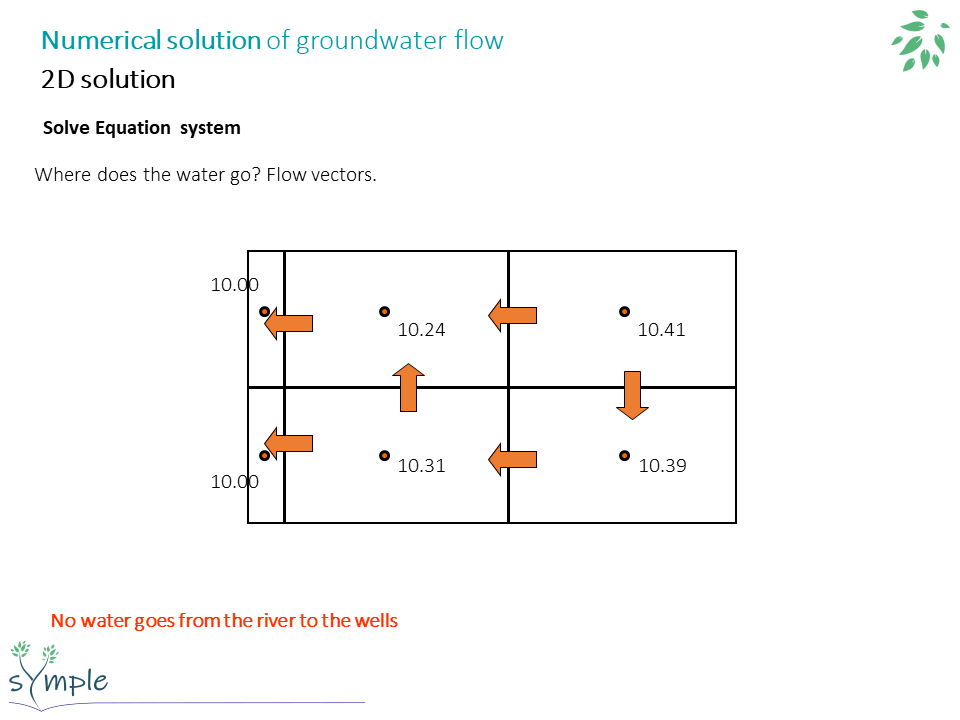 Numerical solution of groundwater flow
2D solution
Solve Equation system
Where does the water go? Flow vectors.
10.00
10.24
10.41
10.31
10.39
10.00
No water goes from the river to the wells
sYmple